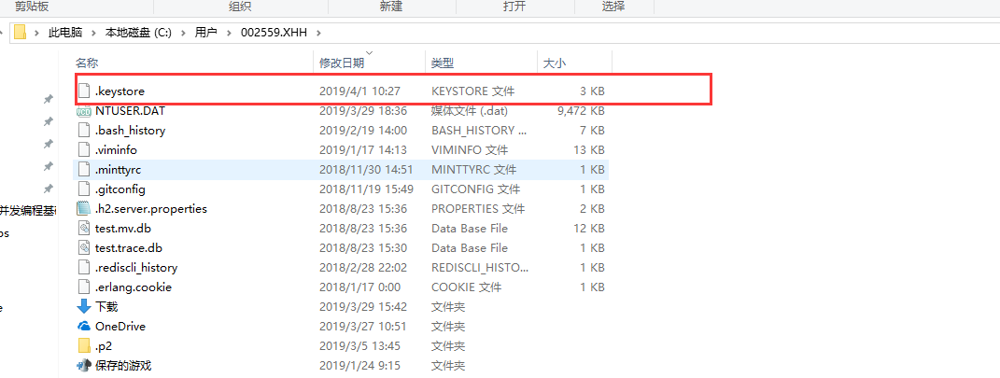 剪贴板 组织 新建 打开 选择
此电脑 本地磁盘 (C:) 用户 002559.XHH
名称 修改日期 类型 大小
.keystore 2019/4/1 10:27 KEYSTORE 文件 3 KB
NTUSER.DAT 2019/3/29 18:36 媒体文件 (.dat) 9,472 KB
.bash_history 2019/2/19 14:00 BASH_HISTORY ... 7 KB
.viminfo 2019/1/17 14:13 VIMINFO 文件 13 KB
.minttyrc 2018/11/30 14:51 MINTTYRC 文件 1 KB
.gitconfig 2018/11/19 15:49 GITCONFIG 文件 1 KB
并发编程基 .h2.server.properties 2018/8/23 15:36 PROPERTIES 文件 2 KB
os test.mv.db 2018/8/23 15:36 Data Base File 12 KB
test.trace.db 2018/8/23 15:30 Data Base File 1 KB
.rediscli_history 2018/2/28 22:02 REDISCLI_HISTO... 1 KB
.erlang.cookie 2018/1/17 0:00 COOKIE 文件 1 KB
下载 2019/3/29 15:42 文件夹
OneDrive 2019/3/27 10:51 文件夹
.p2 2019/3/5 13:45 文件夹
保存的游戏 2019/1/24 9:15 文件夹